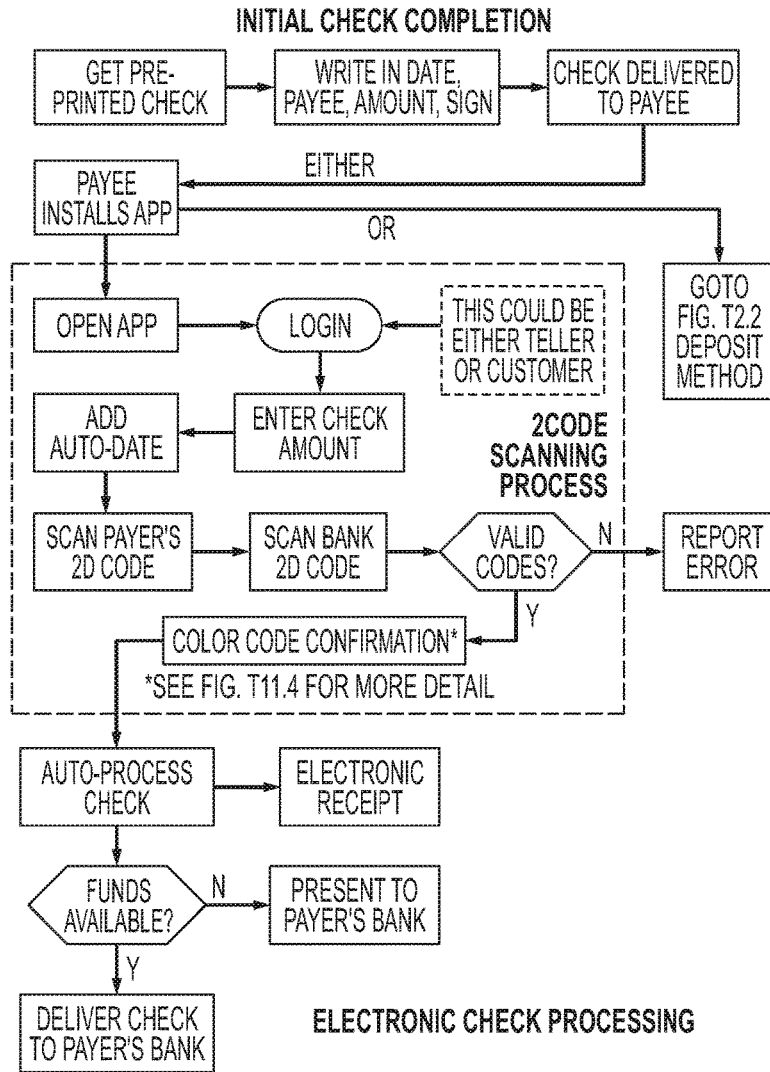 INITIAL CHECK COMPLETION
GET PRE-
PRINTED CHECK
WRITE IN DATE,
PAYEE, AMOUNT, SIGN
CHECK DELIVERED
TO PAYEE
EITHER
PAYEE
INSTALLS APP
OR
GOTO
FIG. T2.2
DEPOSIT
METHOD
OPEN APP
LOGIN
THIS COULD BE
EITHER TELLER
OR CUSTOMER
ADD
AUTO-DATE
ENTER CHECK
AMOUNT
2CODE
SCANNING
PROCESS
SCAN PAYER'S
2D CODE
SCAN BANK
2D CODE
VALID
CODES?
N
REPORT
ERROR
Y
COLOR CODE CONFIRMATION*
*SEE FIG. T11.4 FOR MORE DETAIL
AUTO-PROCESS
CHECK
ELECTRONIC
RECEIPT
FUNDS
AVAILABLE?
N
PRESENT TO
PAYER'S BANK
Y
DELIVER CHECK
TO PAYER'S BANK
ELECTRONIC CHECK PROCESSING